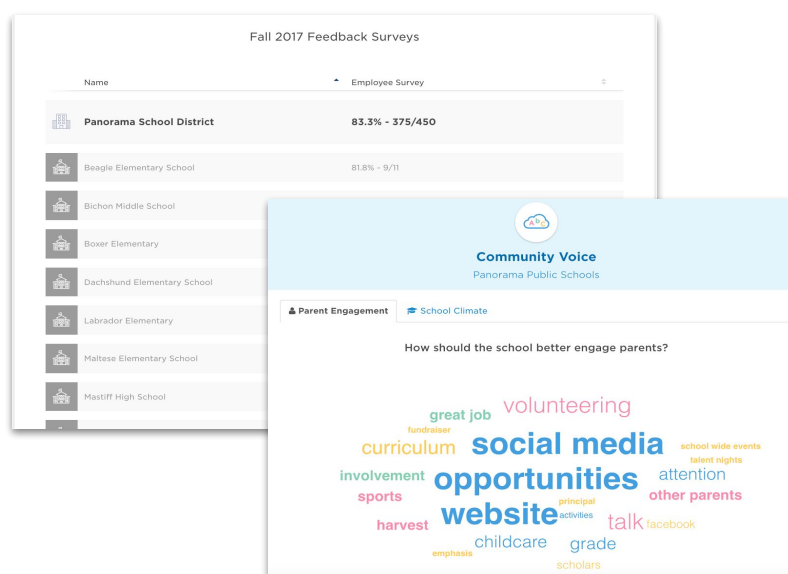 Fall 2017 Feedback Surveys
Name Employee Survey
Panorama School District 83.3% - 375/450
Beagle Elementary School 81.8% - 9/11
Bichon Middle School
Boxer Elementary
Dachshund Elementary School
Labrador Elementary
Maltese Elementary School
Mastiff High School
Abc
Community Voice
Panorama Public Schools
Parent Engagement School Climate
How should the school better engage parents?
volunteering
great job
fundraiser
curriculum social media school wide events
talent nights
involvement opportunities attention
sports principal other parents
harvest website activities talk facebook
childcare grade
emphasis
scholars